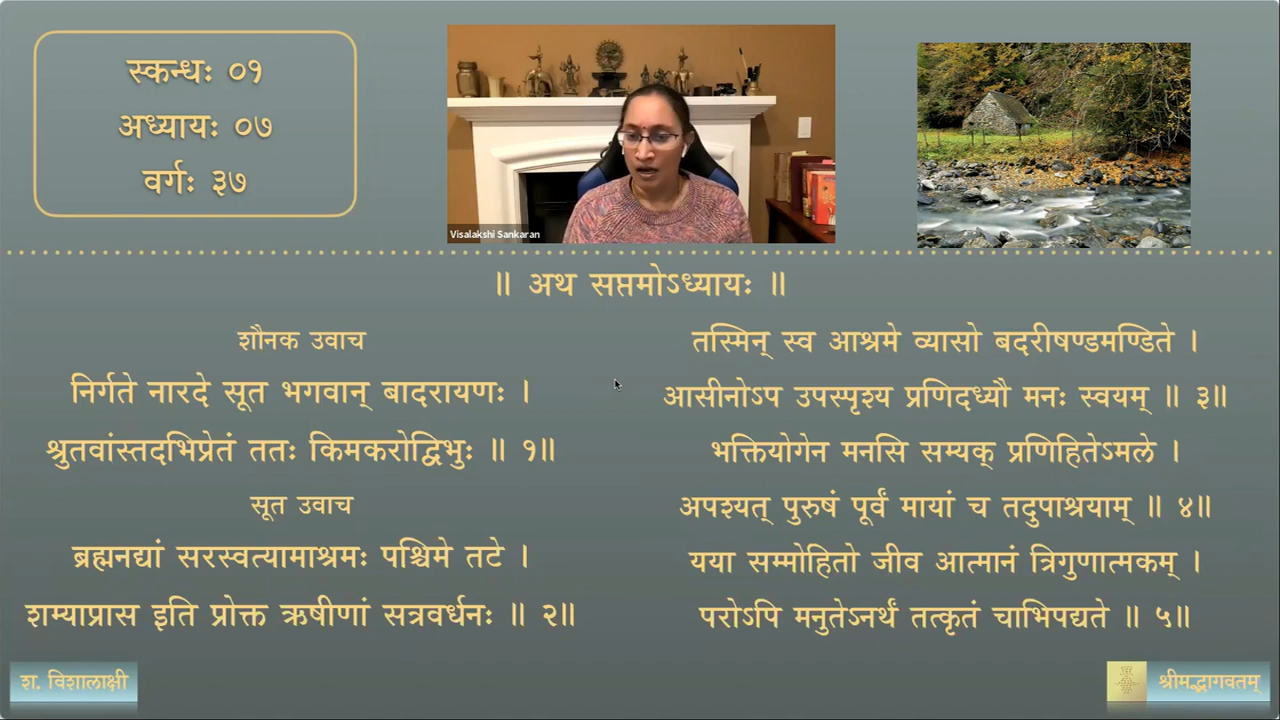 स्कन्धः ०१
अध्यायः ०७
वर्गः ३७
Visalakshi Sankaran
॥ अथ सप्तमोऽध्यायः ॥
शौनक उवाच
निर्गते नारदे सूत भगवान् बादरायणः ।
श्रुतवांस्तदभिप्रेतं ततः किमकरोद्विभुः ॥ १॥
सूत उवाच
ब्रह्मनद्यां सरस्वत्यामाश्रमः पश्चिमे तटे ।
शम्याप्रास इति प्रोक्त ऋषीणां सत्रवर्धनः ॥ २॥
तस्मिन् स्व आश्रमे व्यासो बदरीषण्डमण्डिते ।
आसीनोऽप उपस्पृश्य प्रणिदध्यौ मनः स्वयम् ॥ ३॥
भक्तियोगेन मनसि सम्यक् प्रणिहितेऽमले ।
अपश्यत् पुरुषं पूर्वं मायां च तदुपाश्रयाम् ॥ ४॥
यया सम्मोहितो जीव आत्मानं त्रिगुणात्मकम् ।
परोऽपि मनुतेऽनर्थं तत्कृतं चाभिपद्यते ॥ ५॥
श. विशालाक्षी
श्रीमद्भागवतम्